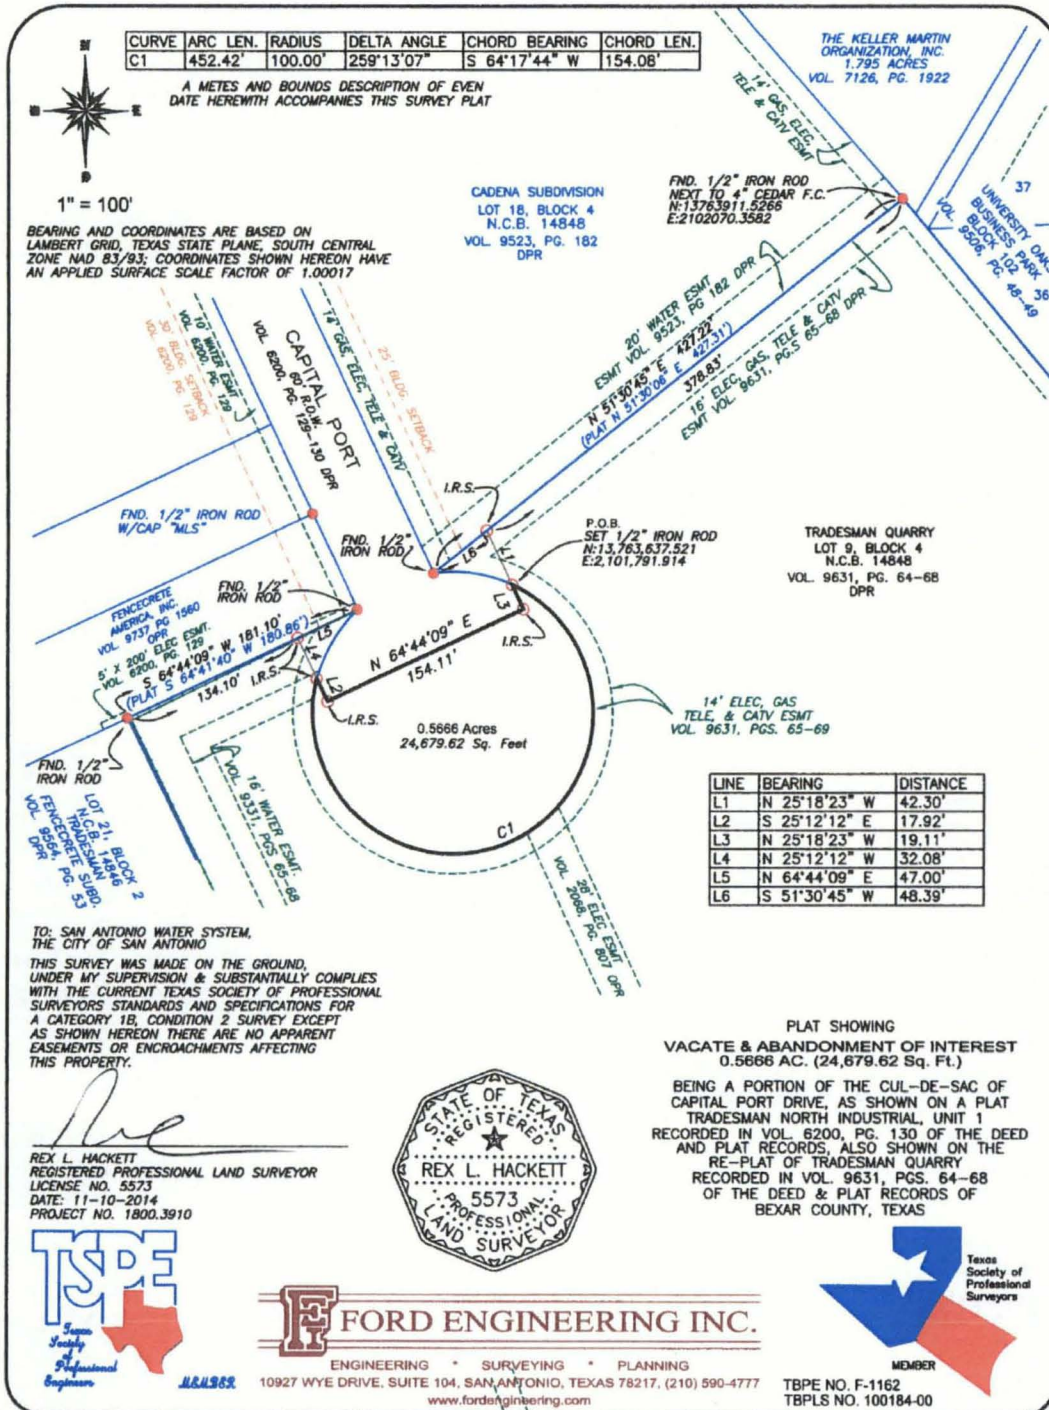 CURVE ARC LEN. RADIUS DELTA ANGLE CHORD BEARING CHORD LEN.
C1 452.42' 100.00' 259°13'07" S 64°17'44" W 154.08'
A METES AND BOUNDS DESCRIPTION OF EVEN
DATE HEREWITH ACCOMPANIES THIS SURVEY PLAT
1" = 100'
BEARING AND COORDINATES ARE BASED ON
LAMBERT GRID, TEXAS STATE PLANE, SOUTH CENTRAL
ZONE NAD 83/93; COORDINATES SHOWN HEREON HAVE
AN APPLIED SURFACE SCALE FACTOR OF 1.00017
THE KELLER MARTIN
ORGANIZATION, INC.
1.795 ACRES
VOL. 7126, PG. 1922
14' GAS, ELEC,
TELE & CATV ESMT
CADENA SUBDIVISION
LOT 18, BLOCK 4
N.C.B. 14848
VOL. 9523, PG. 182
DPR
FND. 1/2" IRON ROD
NEXT TO 4" CEDAR F.C.
N:13763911.5266
E:2102070.3582
37
UNIVERSITY OAKS
BUSINESS PARK
BLOCK 102
VOL. 9506, PG. 48-49
36
20' WATER ESMT
ESMT VOL. 9523, PG 182 DPR
N 51°30'45" E 427.22'
(PLAT N 51°30'06" E 427.31')
378.83'
16' ELEC, GAS, TELE & CATV
ESMT VOL. 9631, PG.S 65-68 DPR
30' BLDG. SETBACK
VOL. 6200, PG. 129
10' WATER ESMT
VOL. 6200, PG. 129
CAPITAL PORT
60' R.O.W.
VOL. 6200, PG. 129-130 DPR
14' GAS, ELEC, TELE & CATV
25' BLDG. SETBACK
FND. 1/2" IRON ROD
W/CAP "MLS"
FND. 1/2"
IRON ROD
I.R.S.
L6
L1
P.O.B.
SET 1/2" IRON ROD
N:13,763,637.521
E:2,101,791.914
TRADESMAN QUARRY
LOT 9, BLOCK 4
N.C.B. 14848
VOL. 9631, PG. 64-68
DPR
FND. 1/2"
IRON ROD
FENCECRETE
AMERICA, INC.
VOL. 9737 PG 1560
OPR
5' X 200' ELEC ESMT.
VOL. 6200, PG. 129
S 64°44'09" W 181.10'
(PLAT S 64°41'40" W 180.86')
134.10'
I.R.S.
L5
L4
L3
I.R.S.
N 64°44'09" E
154.11'
L2
I.R.S.
0.5666 Acres
24,679.62 Sq. Feet
14' ELEC, GAS
TELE, & CATV ESMT
VOL. 9631, PGS. 65-69
FND. 1/2"
IRON ROD
LOT 21, BLOCK 2
N.C.B. 14846
TRADESMAN
FENCECRETE SUBD.
VOL. 9564, PG. 53
DPR
16' WATER ESMT.
VOL. 9331, PGS 65-68
C1
28' ELEC ESMT
VOL. 2068, PG. 807 OPR
LINE BEARING DISTANCE
L1 N 25°18'23" W 42.30'
L2 S 25°12'12" E 17.92'
L3 N 25°18'23" W 19.11'
L4 N 25°12'12" W 32.08'
L5 N 64°44'09" E 47.00'
L6 S 51°30'45" W 48.39'
TO: SAN ANTONIO WATER SYSTEM,
THE CITY OF SAN ANTONIO
THIS SURVEY WAS MADE ON THE GROUND,
UNDER MY SUPERVISION & SUBSTANTIALLY COMPLIES
WITH THE CURRENT TEXAS SOCIETY OF PROFESSIONAL
SURVEYORS STANDARDS AND SPECIFICATIONS FOR
A CATEGORY 1B, CONDITION 2 SURVEY EXCEPT
AS SHOWN HEREON THERE ARE NO APPARENT
EASEMENTS OR ENCROACHMENTS AFFECTING
THIS PROPERTY.
REX L. HACKETT
REGISTERED PROFESSIONAL LAND SURVEYOR
LICENSE NO. 5573
DATE: 11-10-2014
PROJECT NO. 1800.3910
STATE OF TEXAS
REGISTERED
REX L. HACKETT
5573
PROFESSIONAL
LAND SURVEYOR
PLAT SHOWING
VACATE & ABANDONMENT OF INTEREST
0.5666 AC. (24,679.62 Sq. Ft.)
BEING A PORTION OF THE CUL-DE-SAC OF
CAPITAL PORT DRIVE, AS SHOWN ON A PLAT
TRADESMAN NORTH INDUSTRIAL, UNIT 1
RECORDED IN VOL. 6200, PG. 130 OF THE DEED
AND PLAT RECORDS, ALSO SHOWN ON THE
RE-PLAT OF TRADESMAN QUARRY
RECORDED IN VOL. 9631, PGS. 64-68
OF THE DEED & PLAT RECORDS OF
BEXAR COUNTY, TEXAS
TSPE
Texas
Society
of
Professional
Engineers
MEMBER
FEI
FORD ENGINEERING INC.
ENGINEERING * SURVEYING * PLANNING
10927 WYE DRIVE, SUITE 104, SAN ANTONIO, TEXAS 78217, (210) 590-4777
www.fordengineering.com
Texas
Society of
Professional
Surveyors
MEMBER
TBPE NO. F-1162
TBPLS NO. 100184-00